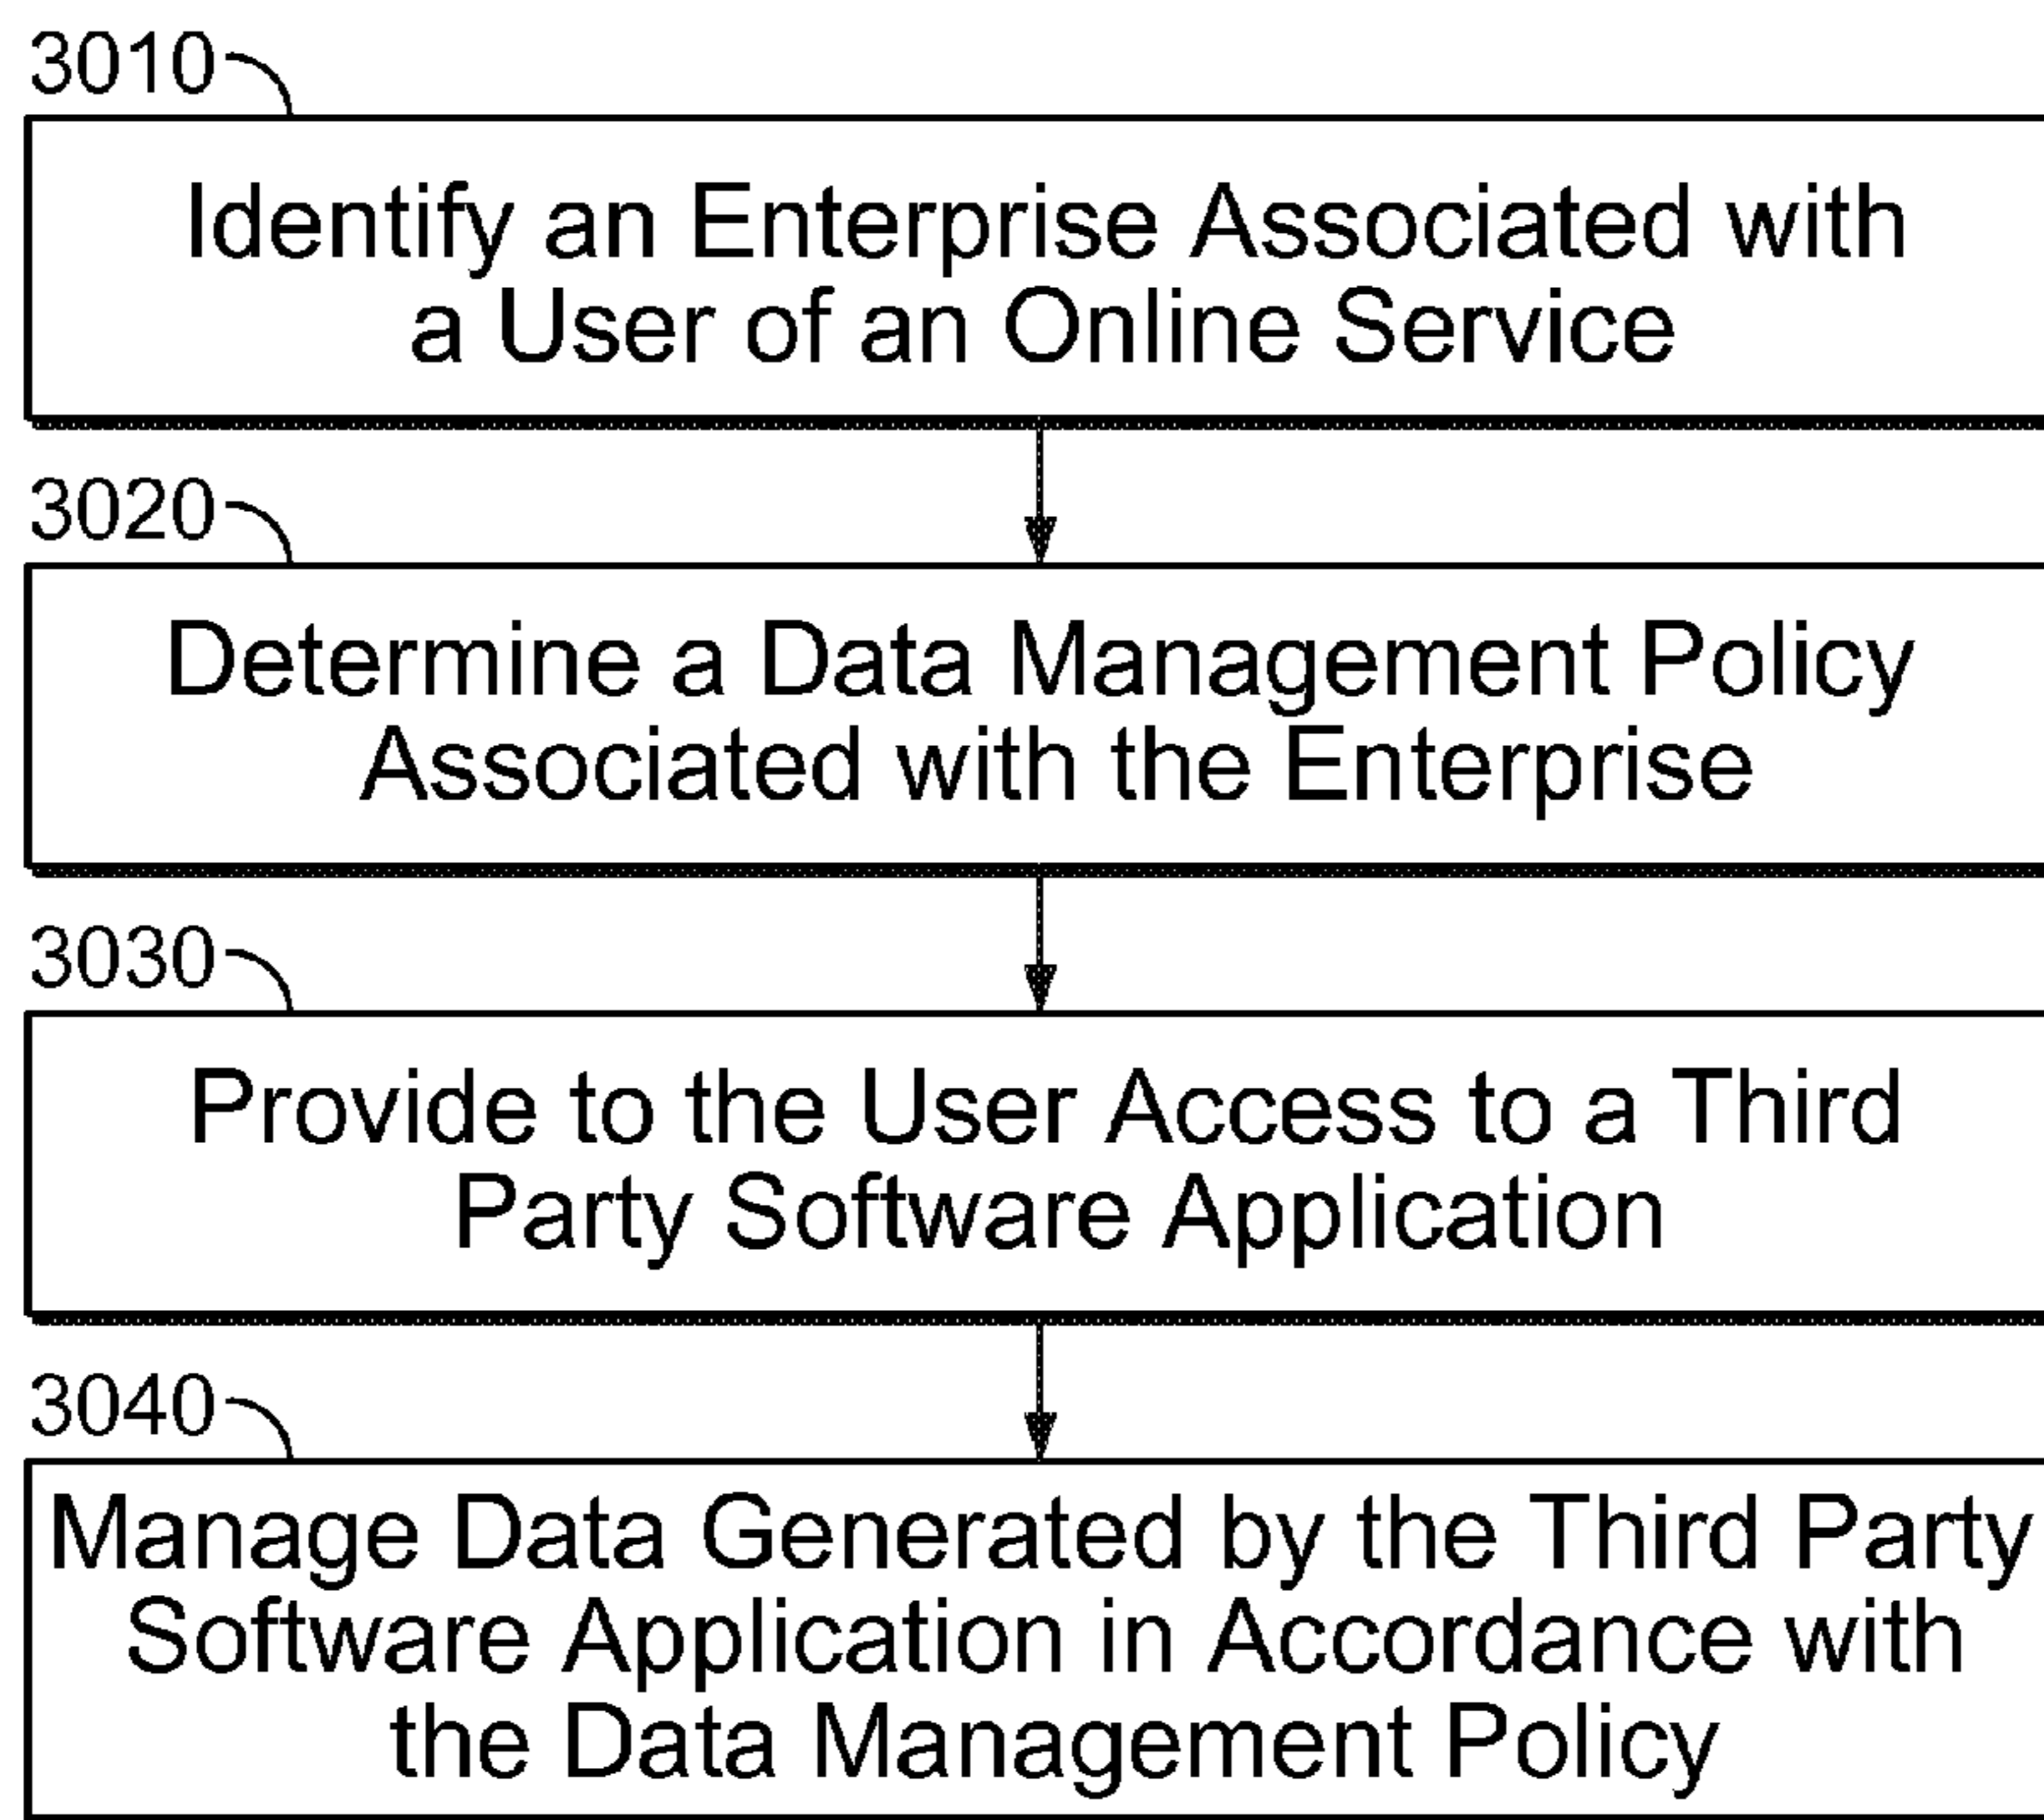 3010
Identify an Enterprise Associated with
a User of an Online Service
3020
Determine a Data Management Policy
Associated with the Enterprise
3030
Provide to the User Access to a Third
Party Software Application
3040
Manage Data Generated by the Third Party
Software Application in Accordance with
the Data Management Policy